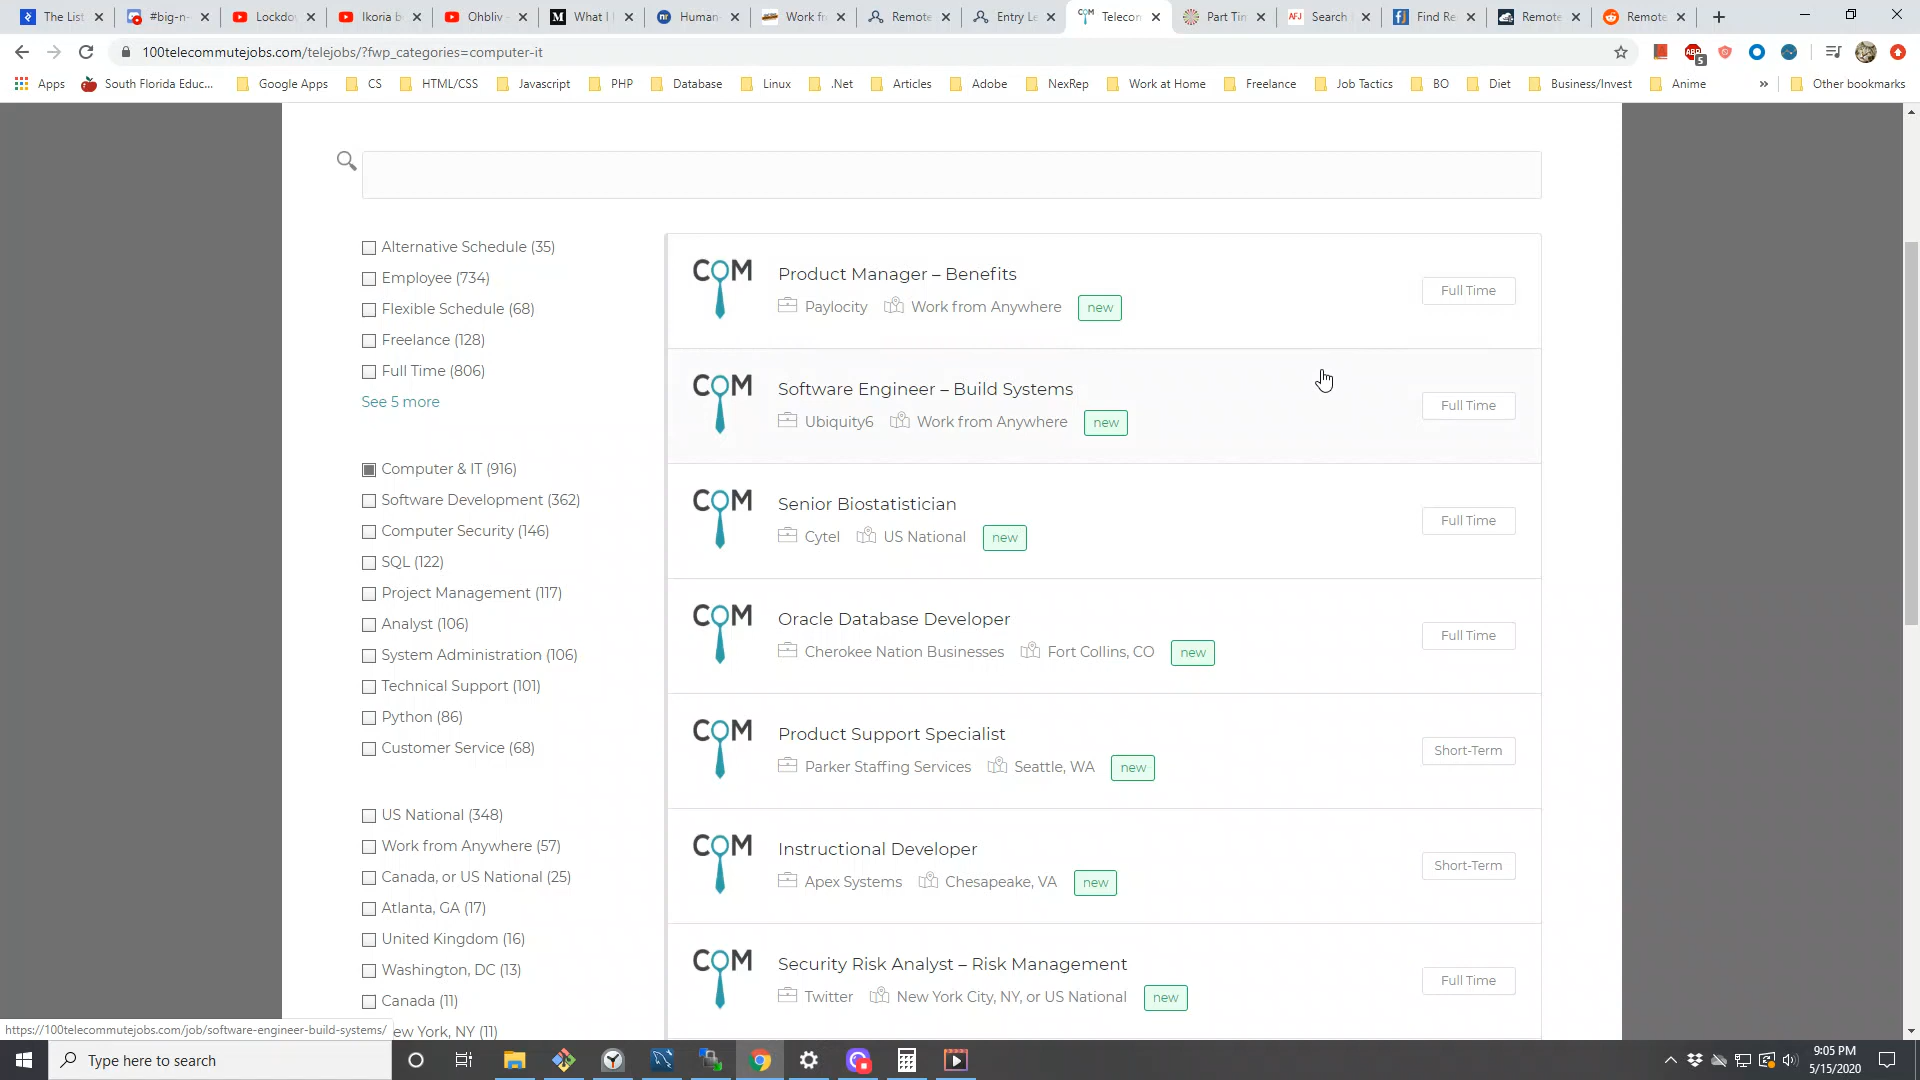 The List
#big-n-
Lockdo
Ikoria b
Ohbliv -
What I
Human-
Work fr
Remote
Entry Le
Telecon
Part Tin
Search
Find Re
Remote
Remote
100telecommutejobs.com/telejobs/?fwp_categories=computer-it
Apps
South Florida Educ...
Google Apps
CS
HTML/CSS
Javascript
PHP
Database
Linux
.Net
Articles
Adobe
NexRep
Work at Home
Freelance
Job Tactics
BO
Diet
Business/Invest
Anime
»
Other bookmarks
Alternative Schedule (35)
Employee (734)
Flexible Schedule (68)
Freelance (128)
Full Time (806)
See 5 more
Computer & IT (916)
Software Development (362)
Computer Security (146)
SQL (122)
Project Management (117)
Analyst (106)
System Administration (106)
Technical Support (101)
Python (86)
Customer Service (68)
US National (348)
Work from Anywhere (57)
Canada, or US National (25)
Atlanta, GA (17)
United Kingdom (16)
Washington, DC (13)
Canada (11)
ew York, NY (11)
COM
Product Manager – Benefits
Paylocity Work from Anywhere new
Full Time
COM
Software Engineer – Build Systems
Ubiquity6 Work from Anywhere new
Full Time
COM
Senior Biostatistician
Cytel US National new
Full Time
COM
Oracle Database Developer
Cherokee Nation Businesses Fort Collins, CO new
Full Time
COM
Product Support Specialist
Parker Staffing Services Seattle, WA new
Short-Term
COM
Instructional Developer
Apex Systems Chesapeake, VA new
Short-Term
COM
Security Risk Analyst – Risk Management
Twitter New York City, NY, or US National new
Full Time
https://100telecommutejobs.com/job/software-engineer-build-systems/
Type here to search
9:05 PM
5/15/2020